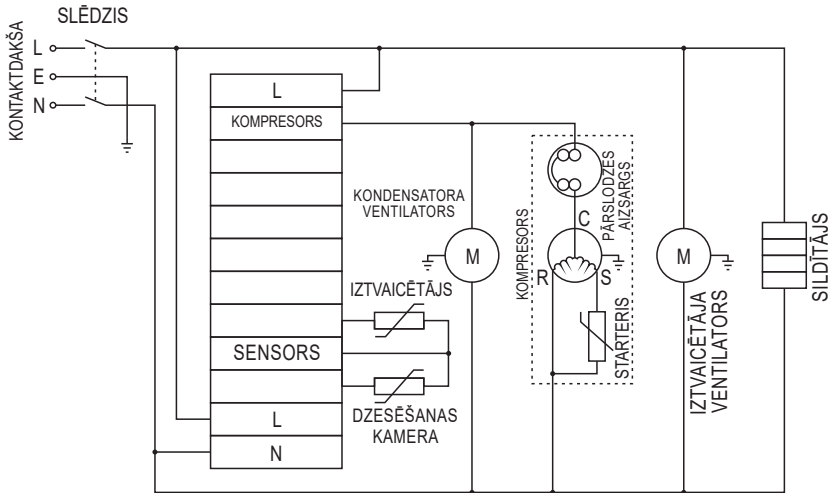 SLĒDZIS
KONTAKTDAKŠA
L
E
N
L
KOMPRESORS
SENSORS
L
N
KONDENSATORA
VENTILATORS
M
IZTVAICĒTĀJS
DZESĒŠANAS
KAMERA
KOMPRESORS
PĀRSLODZES
AIZSARGS
C
R
S
STARTERIS
M
IZTVAICĒTĀJA
VENTILATORS
SILDĪTĀJS